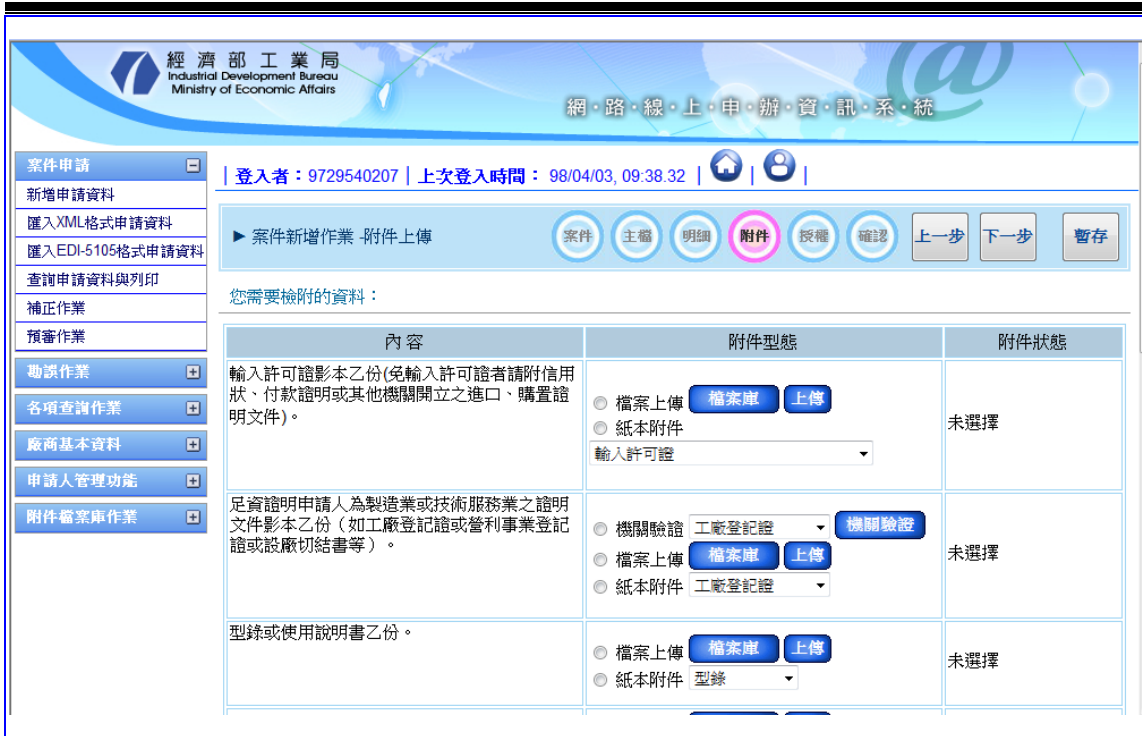 經 濟 部 工 業 局
Industrial Development Bureau
Ministry of Economic Affairs
網‧路‧線‧上‧申‧辦‧資‧訊‧系‧統
案件申請
新增申請資料
匯入XML格式申請資料
匯入EDI-5105格式申請資料
查詢申請資料與列印
補正作業
預審作業
勘誤作業
各項查詢作業
廠商基本資料
申請人管理功能
附件檔案庫作業
| 登入者：9729540207 | 上次登入時間： 98/04/03, 09:38.32 | | |
► 案件新增作業 -附件上傳
案件 主檔 明細 附件 授權 確認 上一步 下一步 暫存
您需要檢附的資料：
內 容 附件型態 附件狀態
輸入許可證影本乙份(免輸入許可證者請附信用
狀、付款證明或其他機關開立之進口、購置證
明文件)。
檔案上傳 檔案庫 上傳
紙本附件
輸入許可證
未選擇
足資證明申請人為製造業或技術服務業之證明
文件影本乙份（如工廠登記證或營利事業登記
證或設廠切結書等）。
機關驗證 工廠登記證 機關驗證
檔案上傳 檔案庫 上傳
紙本附件 工廠登記證
未選擇
型錄或使用說明書乙份。
檔案上傳 檔案庫 上傳
紙本附件 型錄
未選擇